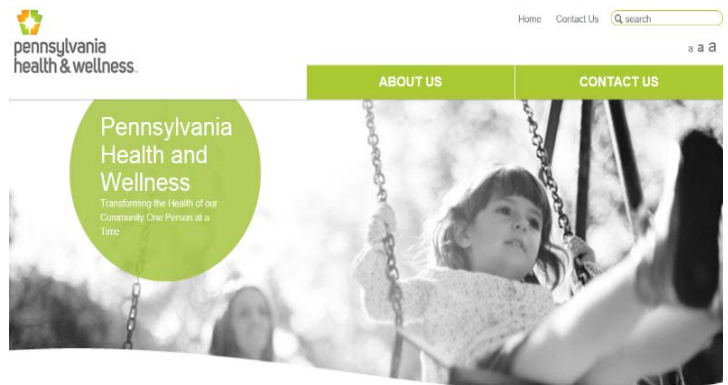 Home Contact Us search
pennsylvania
health & wellness.
a a a
ABOUT US CONTACT US
Pennsylvania
Health and
Wellness
Transforming the Health of our
Community One Person at a
Time